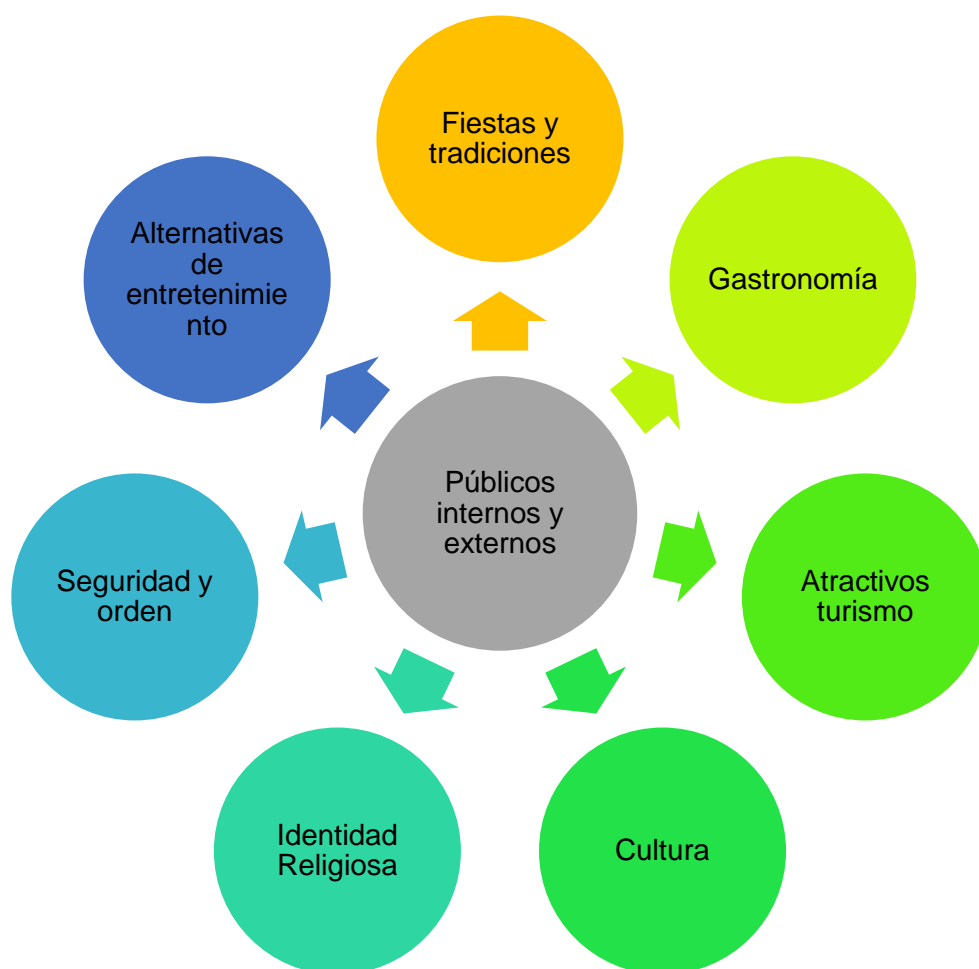 Fiestas y
tradiciones
Gastronomía
Atractivos
turismo
Cultura
Identidad
Religiosa
Seguridad y
orden
Alternativas
de
entretenimie
nto
Públicos
internos y
externos